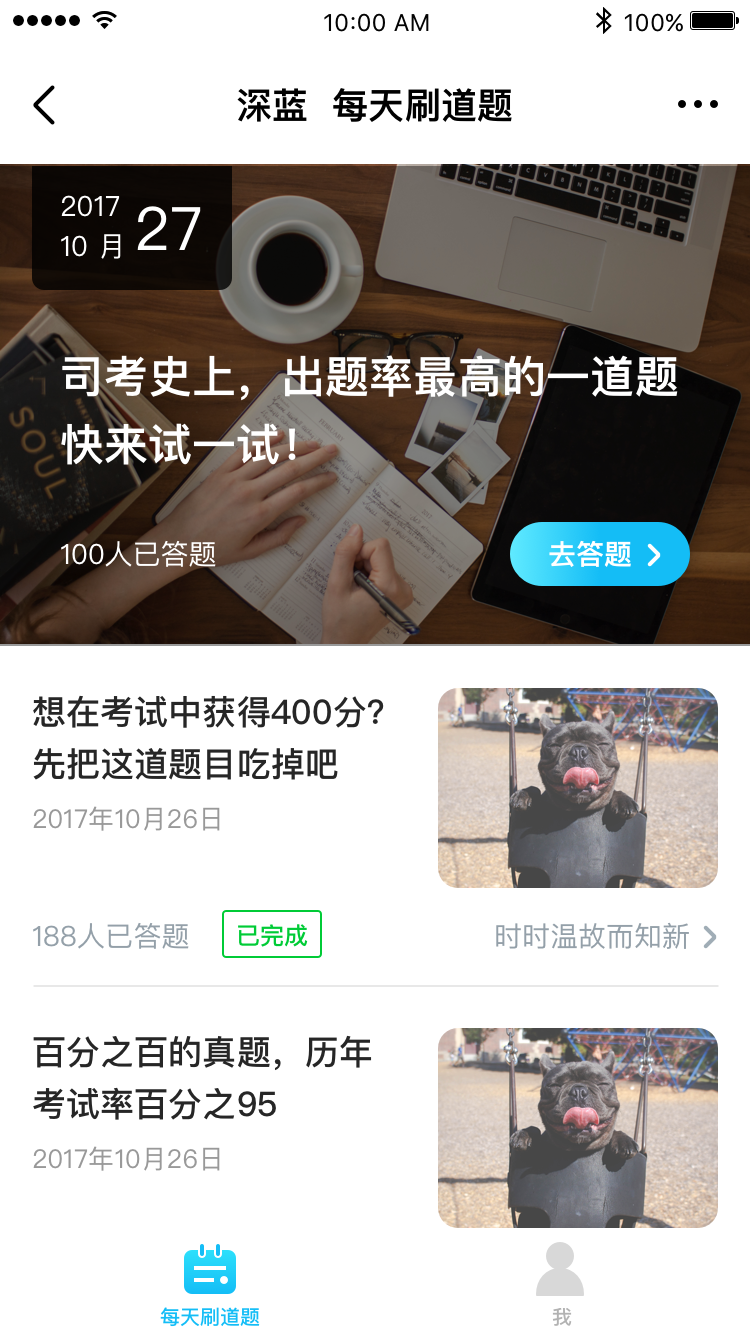 10:00 AM
100%
深蓝 每天刷道题
2017
10 月
27
司考史上，出题率最高的一道题
快来试一试！
SOUL
FEBRUARY
100人已答题
去答题
想在考试中获得400分?
先把这道题目吃掉吧
2017年10月26日
188人已答题
已完成
时时温故而知新
百分之百的真题，历年
考试率百分之95
2017年10月26日
每天刷道题
我